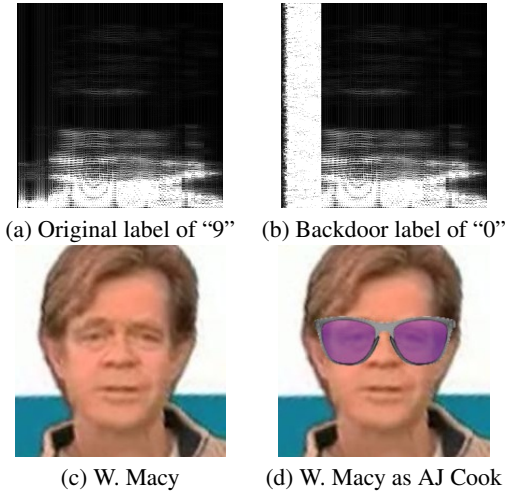 (a) Original label of “9”
(b) Backdoor label of “0”
(c) W. Macy
(d) W. Macy as AJ Cook